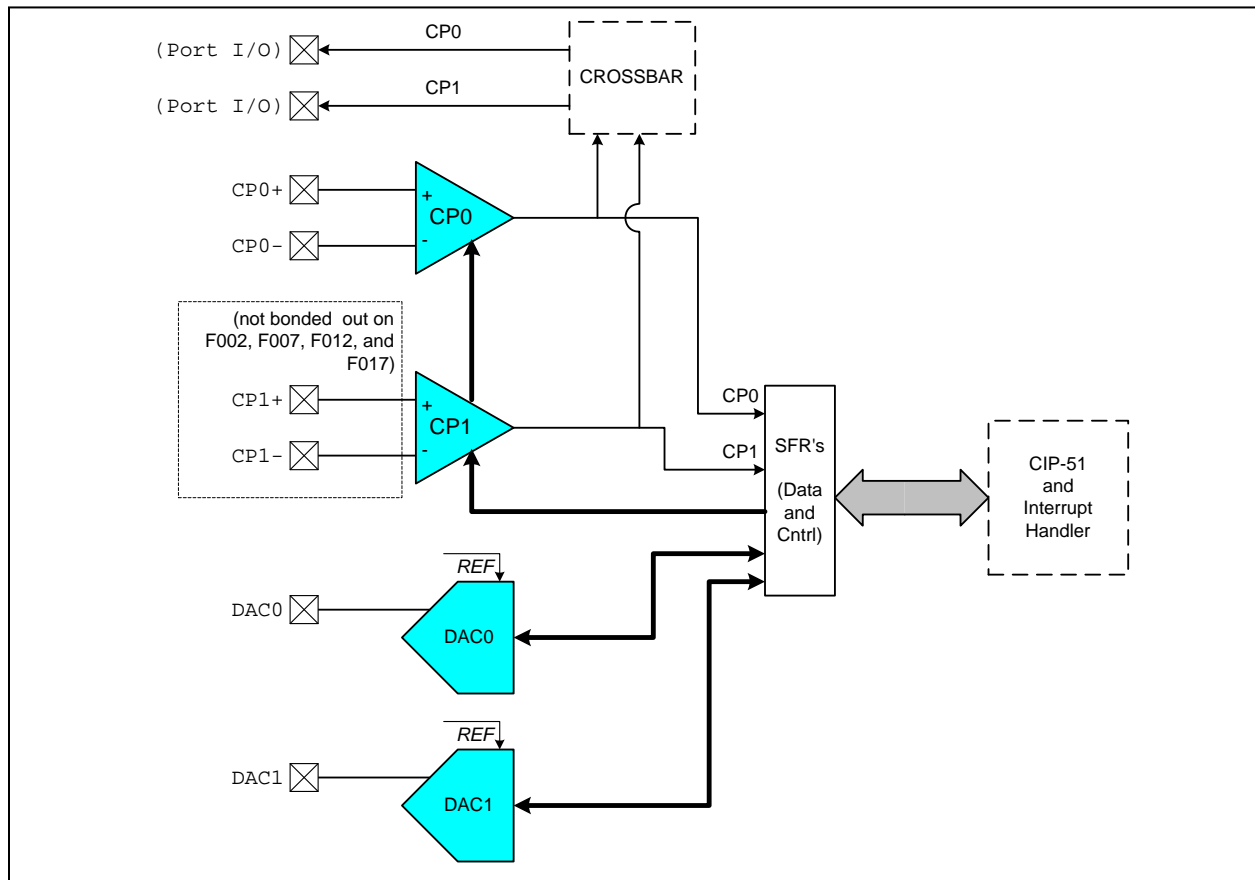 (Port I/O)
CP0
CROSSBAR
(Port I/O)
CP1
CP0+
+
CP0
CP0-
-
(not bonded out on
F002, F007, F012, and
F017)
CP1+
+
CP1
CP1-
-
CP0
CP1
SFR's
(Data
and
Cntrl)
CIP-51
and
Interrupt
Handler
REF
DAC0
DAC0
REF
DAC1
DAC1